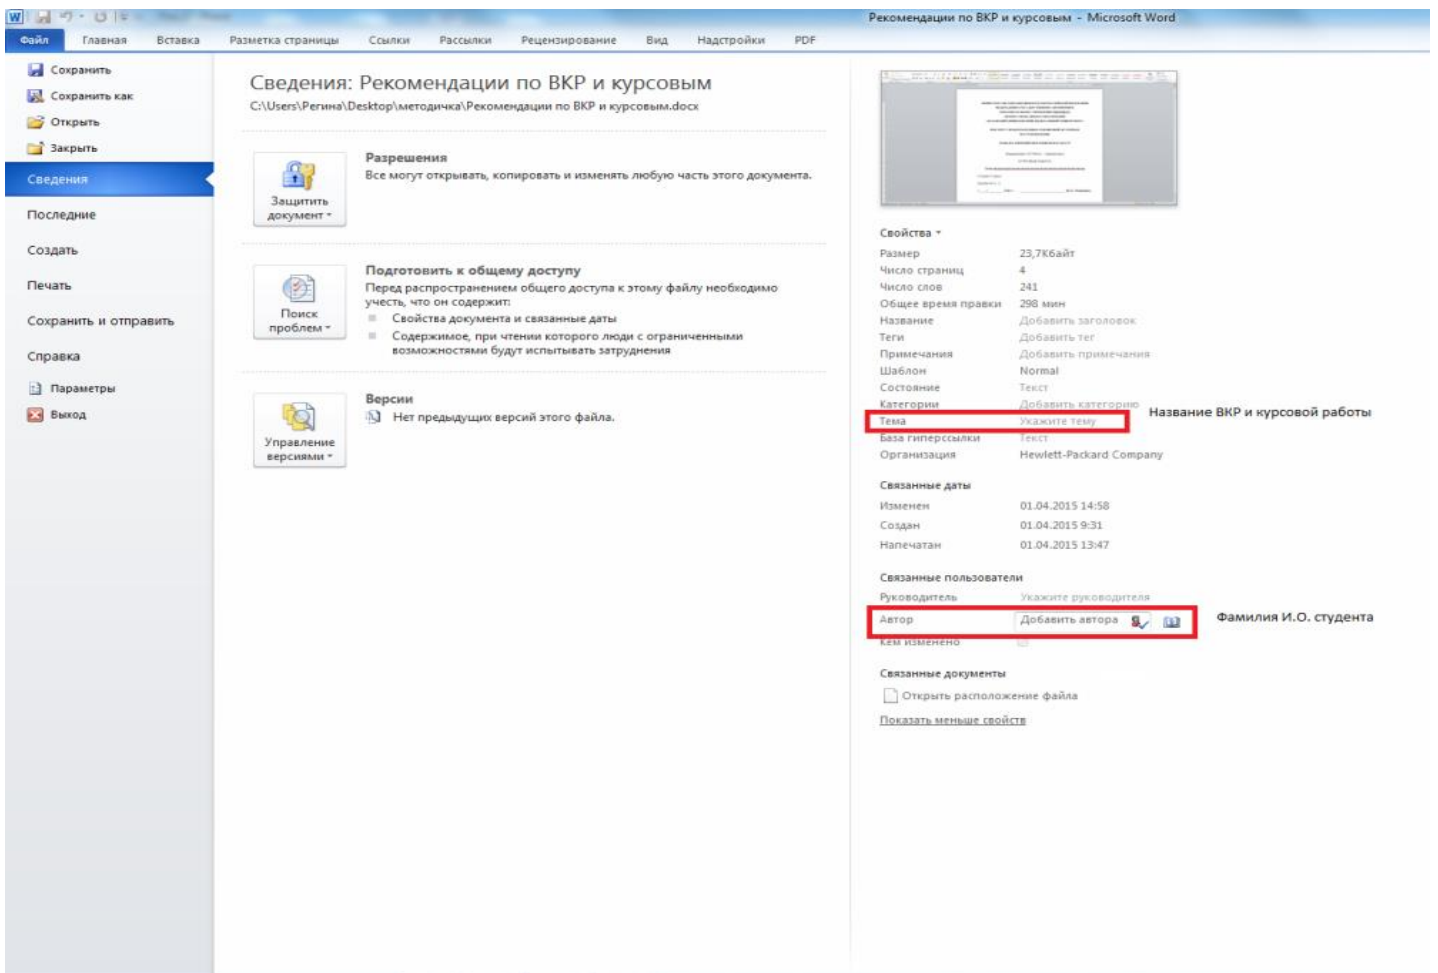 Рекомендации по ВКР и курсовым - Microsoft Word
Файл Главная Вставка Разметка страницы Ссылки Рассылки Рецензирование Вид Надстройки PDF
Сохранить
Сохранить как
Открыть
Закрыть
Сведения
Последние
Создать
Печать
Сохранить и отправить
Справка
Параметры
Выход
Сведения: Рекомендации по ВКР и курсовым
C:\Users\Регина\Desktop\методичка\Рекомендации по ВКР и курсовым.docx
Защитить
документ
Разрешения
Все могут открывать, копировать и изменять любую часть этого документа.
Поиск
проблем
Подготовить к общему доступу
Перед распространением общего доступа к этому файлу необходимо
учесть, что он содержит:
Свойства документа и связанные даты
Содержимое, при чтении которого люди с ограниченными
возможностями будут испытывать затруднения
Управление
версиями
Версии
Нет предыдущих версий этого файла.
Свойства
Размер 23,7Кбайт
Число страниц 4
Число слов 241
Общее время правки 298 мин
Название Добавить заголовок
Теги Добавить тег
Примечания Добавить примечания
Шаблон Normal
Состояние Текст
Категории Добавить категорию
Тема Укажите тему
Название ВКР и курсовой работы
База гиперссылки Текст
Организация Hewlett-Packard Company
Связанные даты
Изменен 01.04.2015 14:58
Создан 01.04.2015 9:31
Напечатан 01.04.2015 13:47
Связанные пользователи
Руководитель Укажите руководителя
Автор Добавить автора
Фамилия И.О. студента
Кем изменено
Связанные документы
Открыть расположение файла
Показать меньше свойств